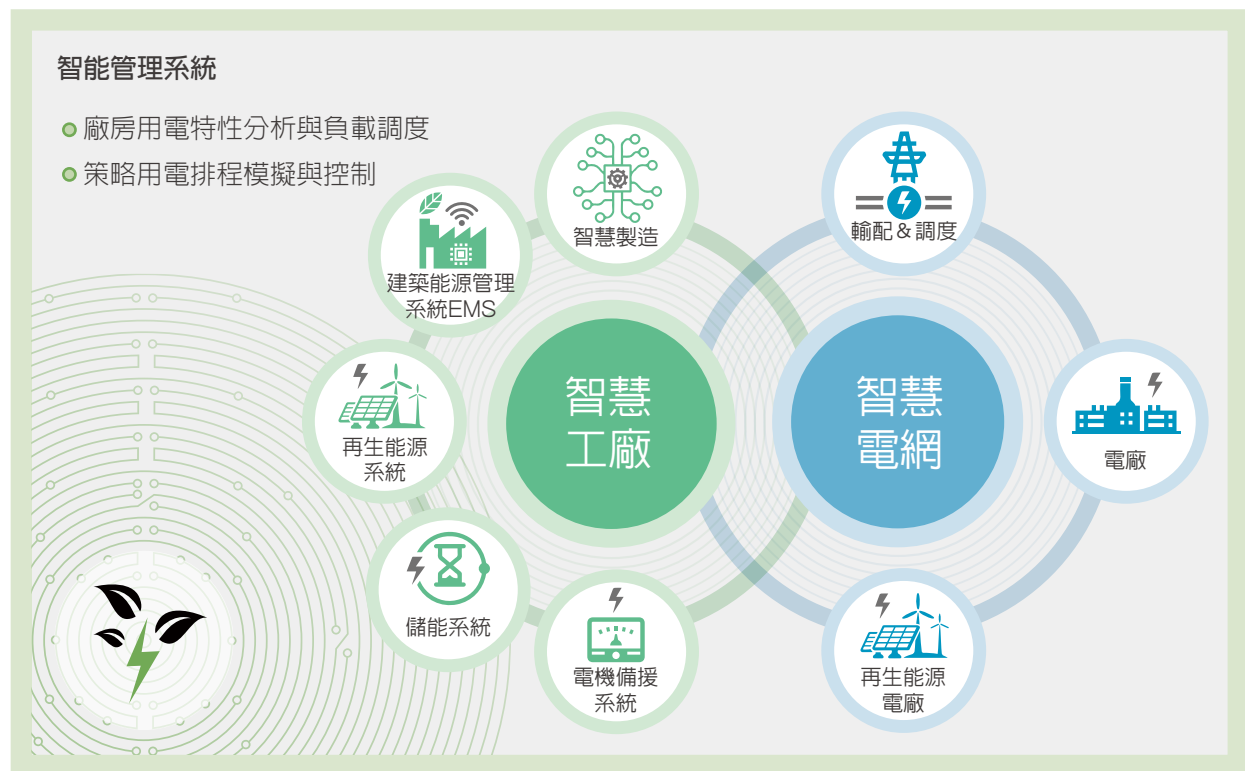 智能管理系統
廠房用電特性分析與負載調度
策略用電排程模擬與控制
智慧製造
建築能源管理
系統EMS
再生能源
系統
儲能系統
電機備援
系統
智慧
工廠
智慧
電網
輸配&調度
電廠
再生能源
電廠